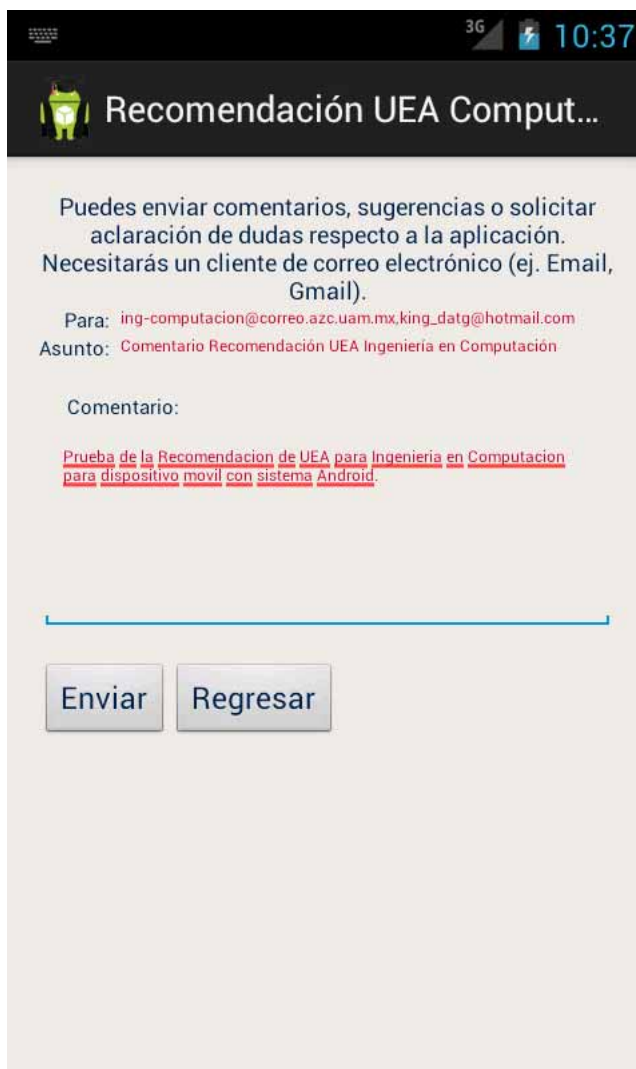 3G 10:37
Recomendación UEA Comput...
Puedes enviar comentarios, sugerencias o solicitar
aclaración de dudas respecto a la aplicación.
Necesitarás un cliente de correo electrónico (ej. Email,
Gmail).
Para: ing-computacion@correo.azc.uam.mx,king_datg@hotmail.com
Asunto: Comentario Recomendación UEA Ingeniería en Computación
Comentario:
Prueba de la Recomendacion de UEA para Ingenieria en Computacion
para dispositivo movil con sistema Android.
Enviar Regresar